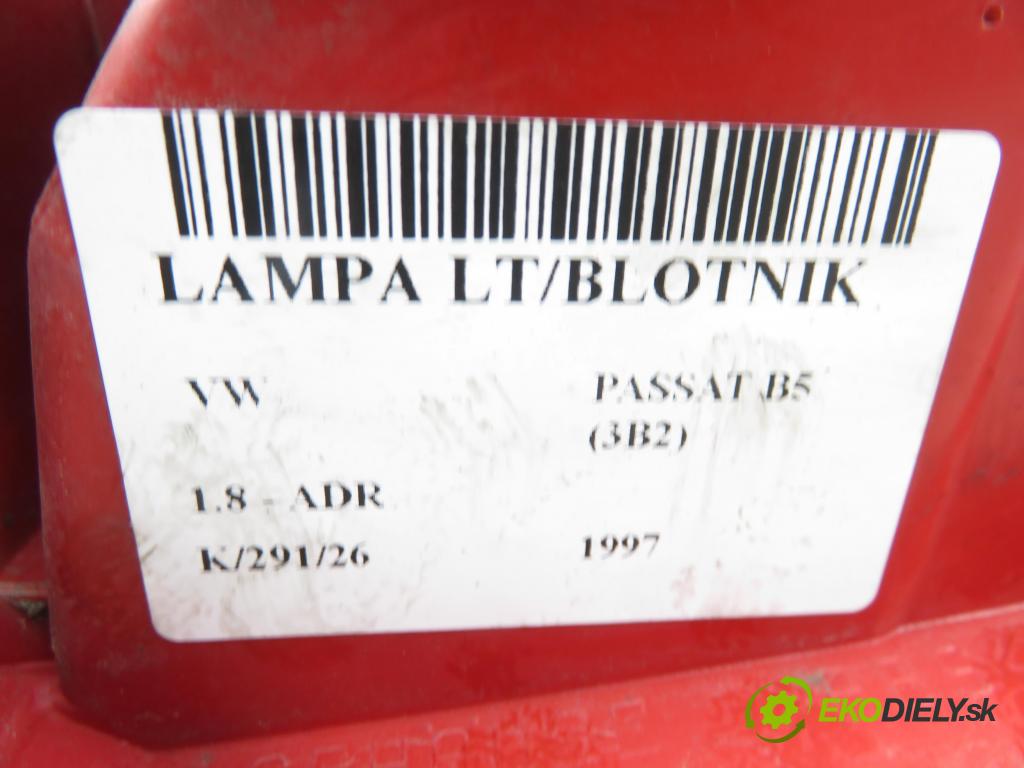 LAMPA LT/BLOTNIK
VW PASSAT B5
(3B2)
1.8 - ADR
K/291/26 1997
EKODIELY.sk